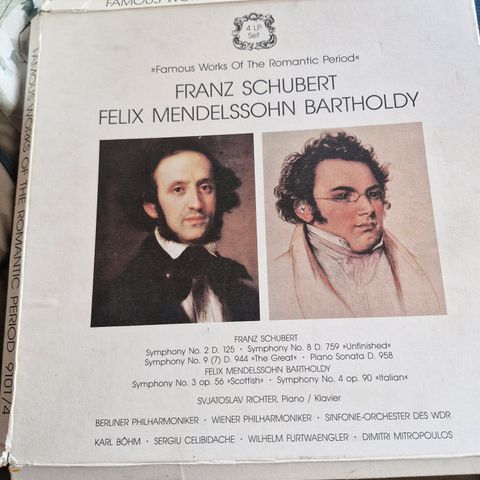 FAMOUS WO
4 LP
Set
»Famous Works Of The Romantic Period«
FRANZ SCHUBERT
FELIX MENDELSSOHN BARTHOLDY
FRANZ SCHUBERT
Symphony No. 2 D. 125 · Symphony No. 8 D. 759 »Unfinished«
Symphony No. 9 (7) D. 944 »The Great« · Piano Sonata D. 958
FELIX MENDELSSOHN BARTHOLDY
Symphony No. 3 op. 56 »Scottish« · Symphony No. 4 op. 90 »Italian«
SVJATOSLAV RICHTER, Piano / Klavier
BERLINER PHILHARMONIKER · WIENER PHILHARMONIKER · SINFONIE-ORCHESTER DES WDR
KARL BÖHM · SERGIU CELIBIDACHE · WILHELM FURTWAENGLER · DIMITRI MITROPOULOS
FAMOUS WORKS OF THE ROMANTIC PERIOD 9101/4